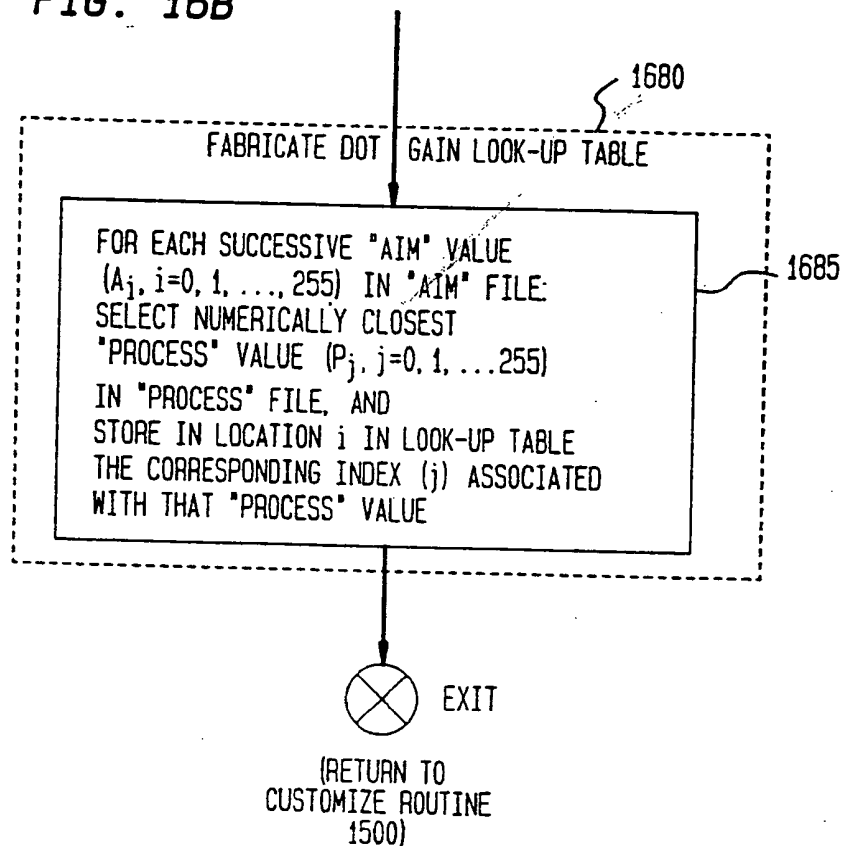 FIG. 16B
1680
FABRICATE DOT GAIN LOOK-UP TABLE
FOR EACH SUCCESSIVE "AIM" VALUE
(Aj, i=0, 1, ..., 255) IN "AIM" FILE:
SELECT NUMERICALLY CLOSEST
"PROCESS" VALUE (Pj, j=0, 1, ...255)
IN "PROCESS" FILE, AND
STORE IN LOCATION i IN LOOK-UP TABLE
THE CORRESPONDING INDEX (j) ASSOCIATED
WITH THAT "PROCESS" VALUE
1685
EXIT
(RETURN TO
CUSTOMIZE ROUTINE
1500)